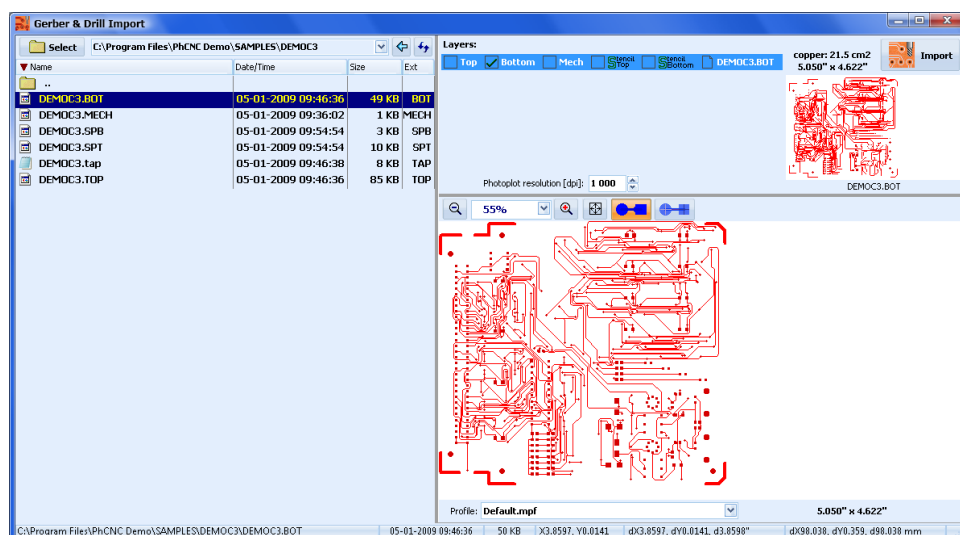 Gerber & Drill Import
Select C:\Program Files\PhCNC Demo\SAMPLES\DEMOC3
Name Date/Time Size Ext
..
DEMOC3.BOT 05-01-2009 09:46:36 49 KB BOT
DEMOC3.MECH 05-01-2009 09:36:02 1 KB MECH
DEMOC3.SPB 05-01-2009 09:54:54 3 KB SPB
DEMOC3.SPT 05-01-2009 09:54:54 10 KB SPT
DEMOC3.tap 05-01-2009 09:46:38 8 KB TAP
DEMOC3.TOP 05-01-2009 09:46:36 85 KB TOP
Layers:
Top Bottom Mech Stencil Top Stencil Bottom DEMOC3.BOT
copper: 21.5 cm2
5.050" x 4.622"
Import
Photoplot resolution [dpi]: 1 000
DEMOC3.BOT
55%
Profile: Default.mpf 5.050" x 4.622"
C:\Program Files\PhCNC Demo\SAMPLES\DEMOC3\DEMOC3.BOT 05-01-2009 09:46:36 50 KB X3.8597, Y0.0141 dX3.8597, dY0.0141, d3.8598" dX98.038, dY0.359, d98.038 mm